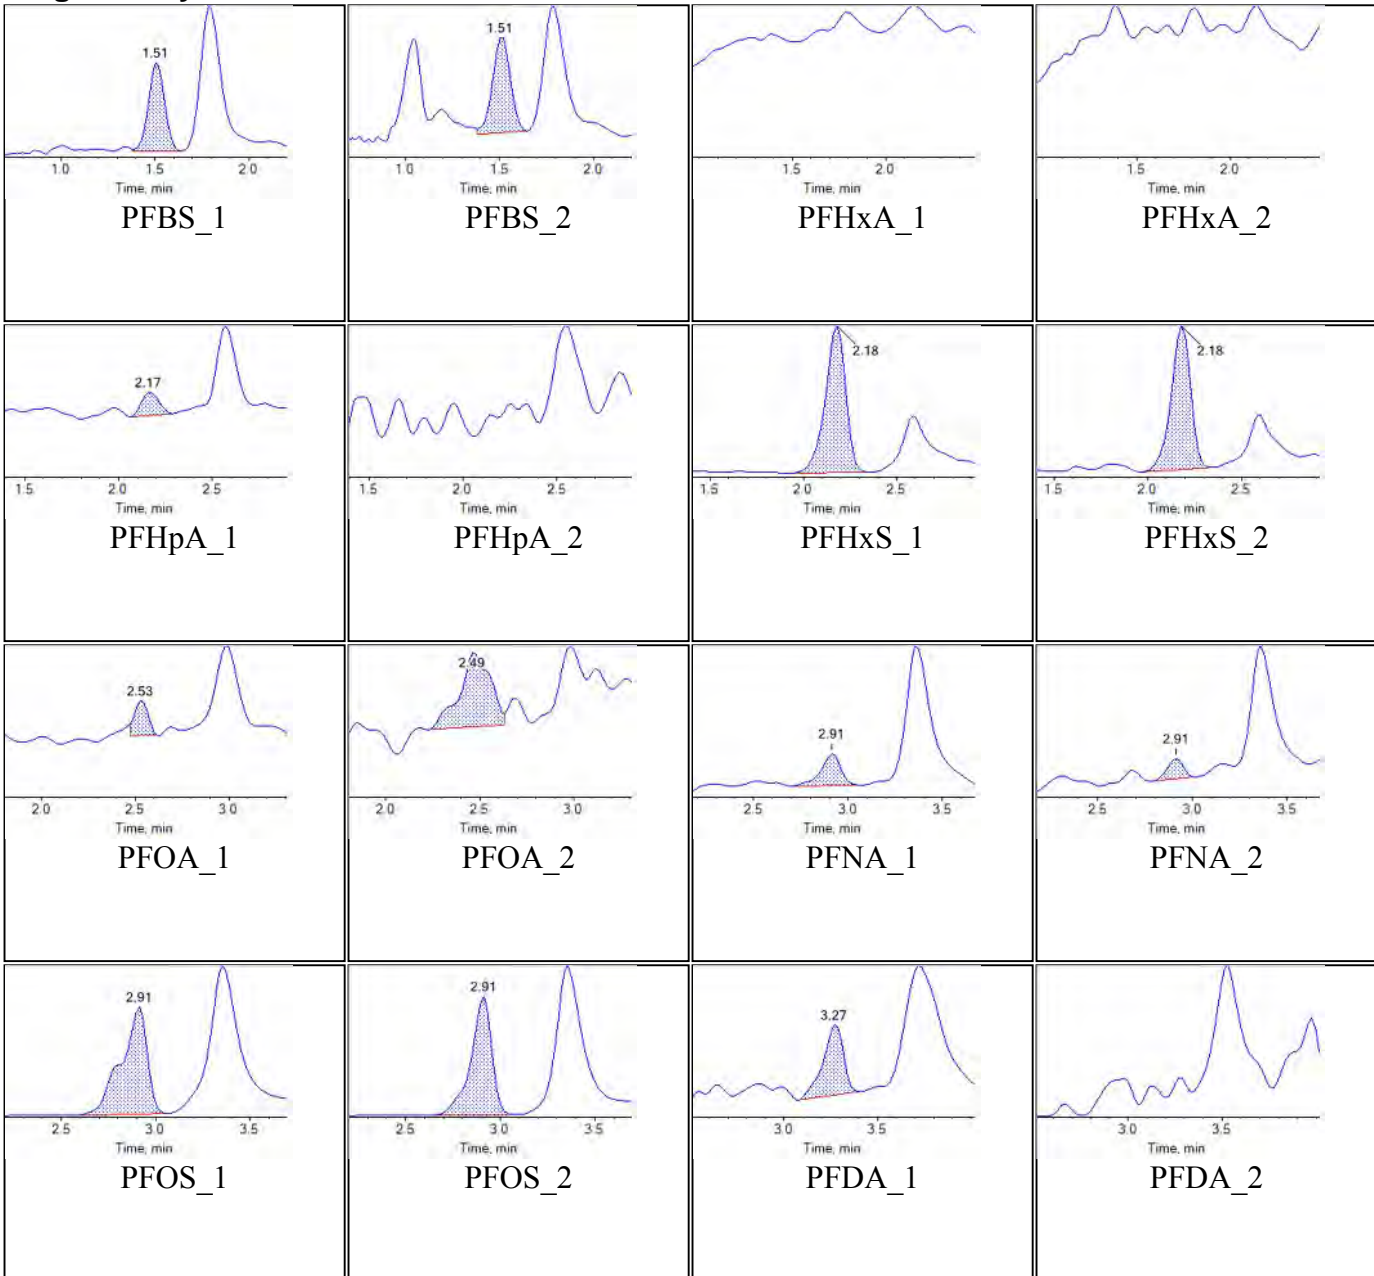 1.51
1.0 1.5 2.0
Time, min
PFBS_1
1.51
1.0 1.5 2.0
Time, min
PFBS_2
1.5 2.0
Time, min
PFHxA_1
1.5 2.0
Time, min
PFHxA_2
2.17
1.5 2.0 2.5
Time, min
PFHpA_1
1.5 2.0 2.5
Time, min
PFHpA_2
2.18
1.5 2.0 2.5
Time, min
PFHxS_1
2.18
1.5 2.0 2.5
Time, min
PFHxS_2
2.53
2.0 2.5 3.0
Time, min
PFOA_1
2.49
2.0 2.5 3.0
Time, min
PFOA_2
2.91
2.5 3.0 3.5
Time, min
PFNA_1
2.91
2.5 3.0 3.5
Time, min
PFNA_2
2.91
2.5 3.0 3.5
Time, min
PFOS_1
2.91
2.5 3.0 3.5
Time, min
PFOS_2
3.27
3.0 3.5
Time, min
PFDA_1
3.0 3.5
Time, min
PFDA_2